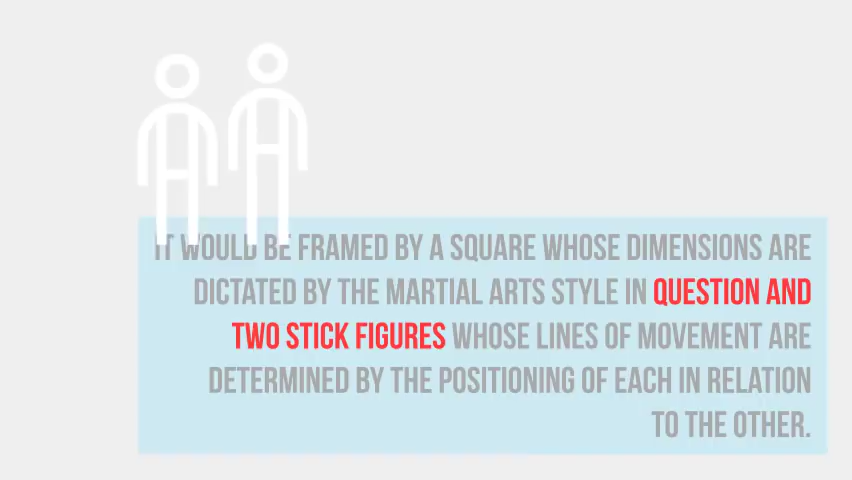 IT WOULD BE FRAMED BY A SQUARE WHOSE DIMENSIONS ARE
DICTATED BY THE MARTIAL ARTS STYLE IN QUESTION AND
TWO STICK FIGURES WHOSE LINES OF MOVEMENT ARE
DETERMINED BY THE POSITIONING OF EACH IN RELATION
TO THE OTHER.